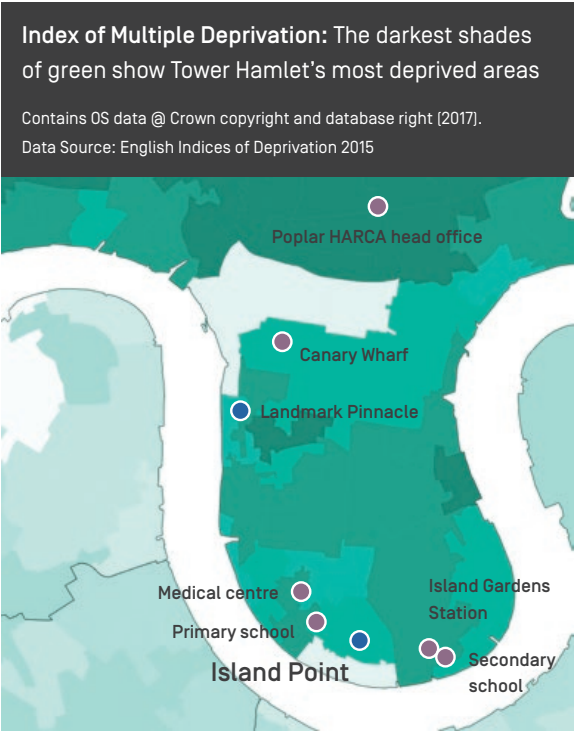 Index of Multiple Deprivation: The darkest shades
of green show Tower Hamlet's most deprived areas
Contains OS data @ Crown copyright and database right (2017).
Data Source: English Indices of Deprivation 2015
Poplar HARCA head office
Canary Wharf
Landmark Pinnacle
Medical centre
Island Gardens
Station
Primary school
Island Point
Secondary
school